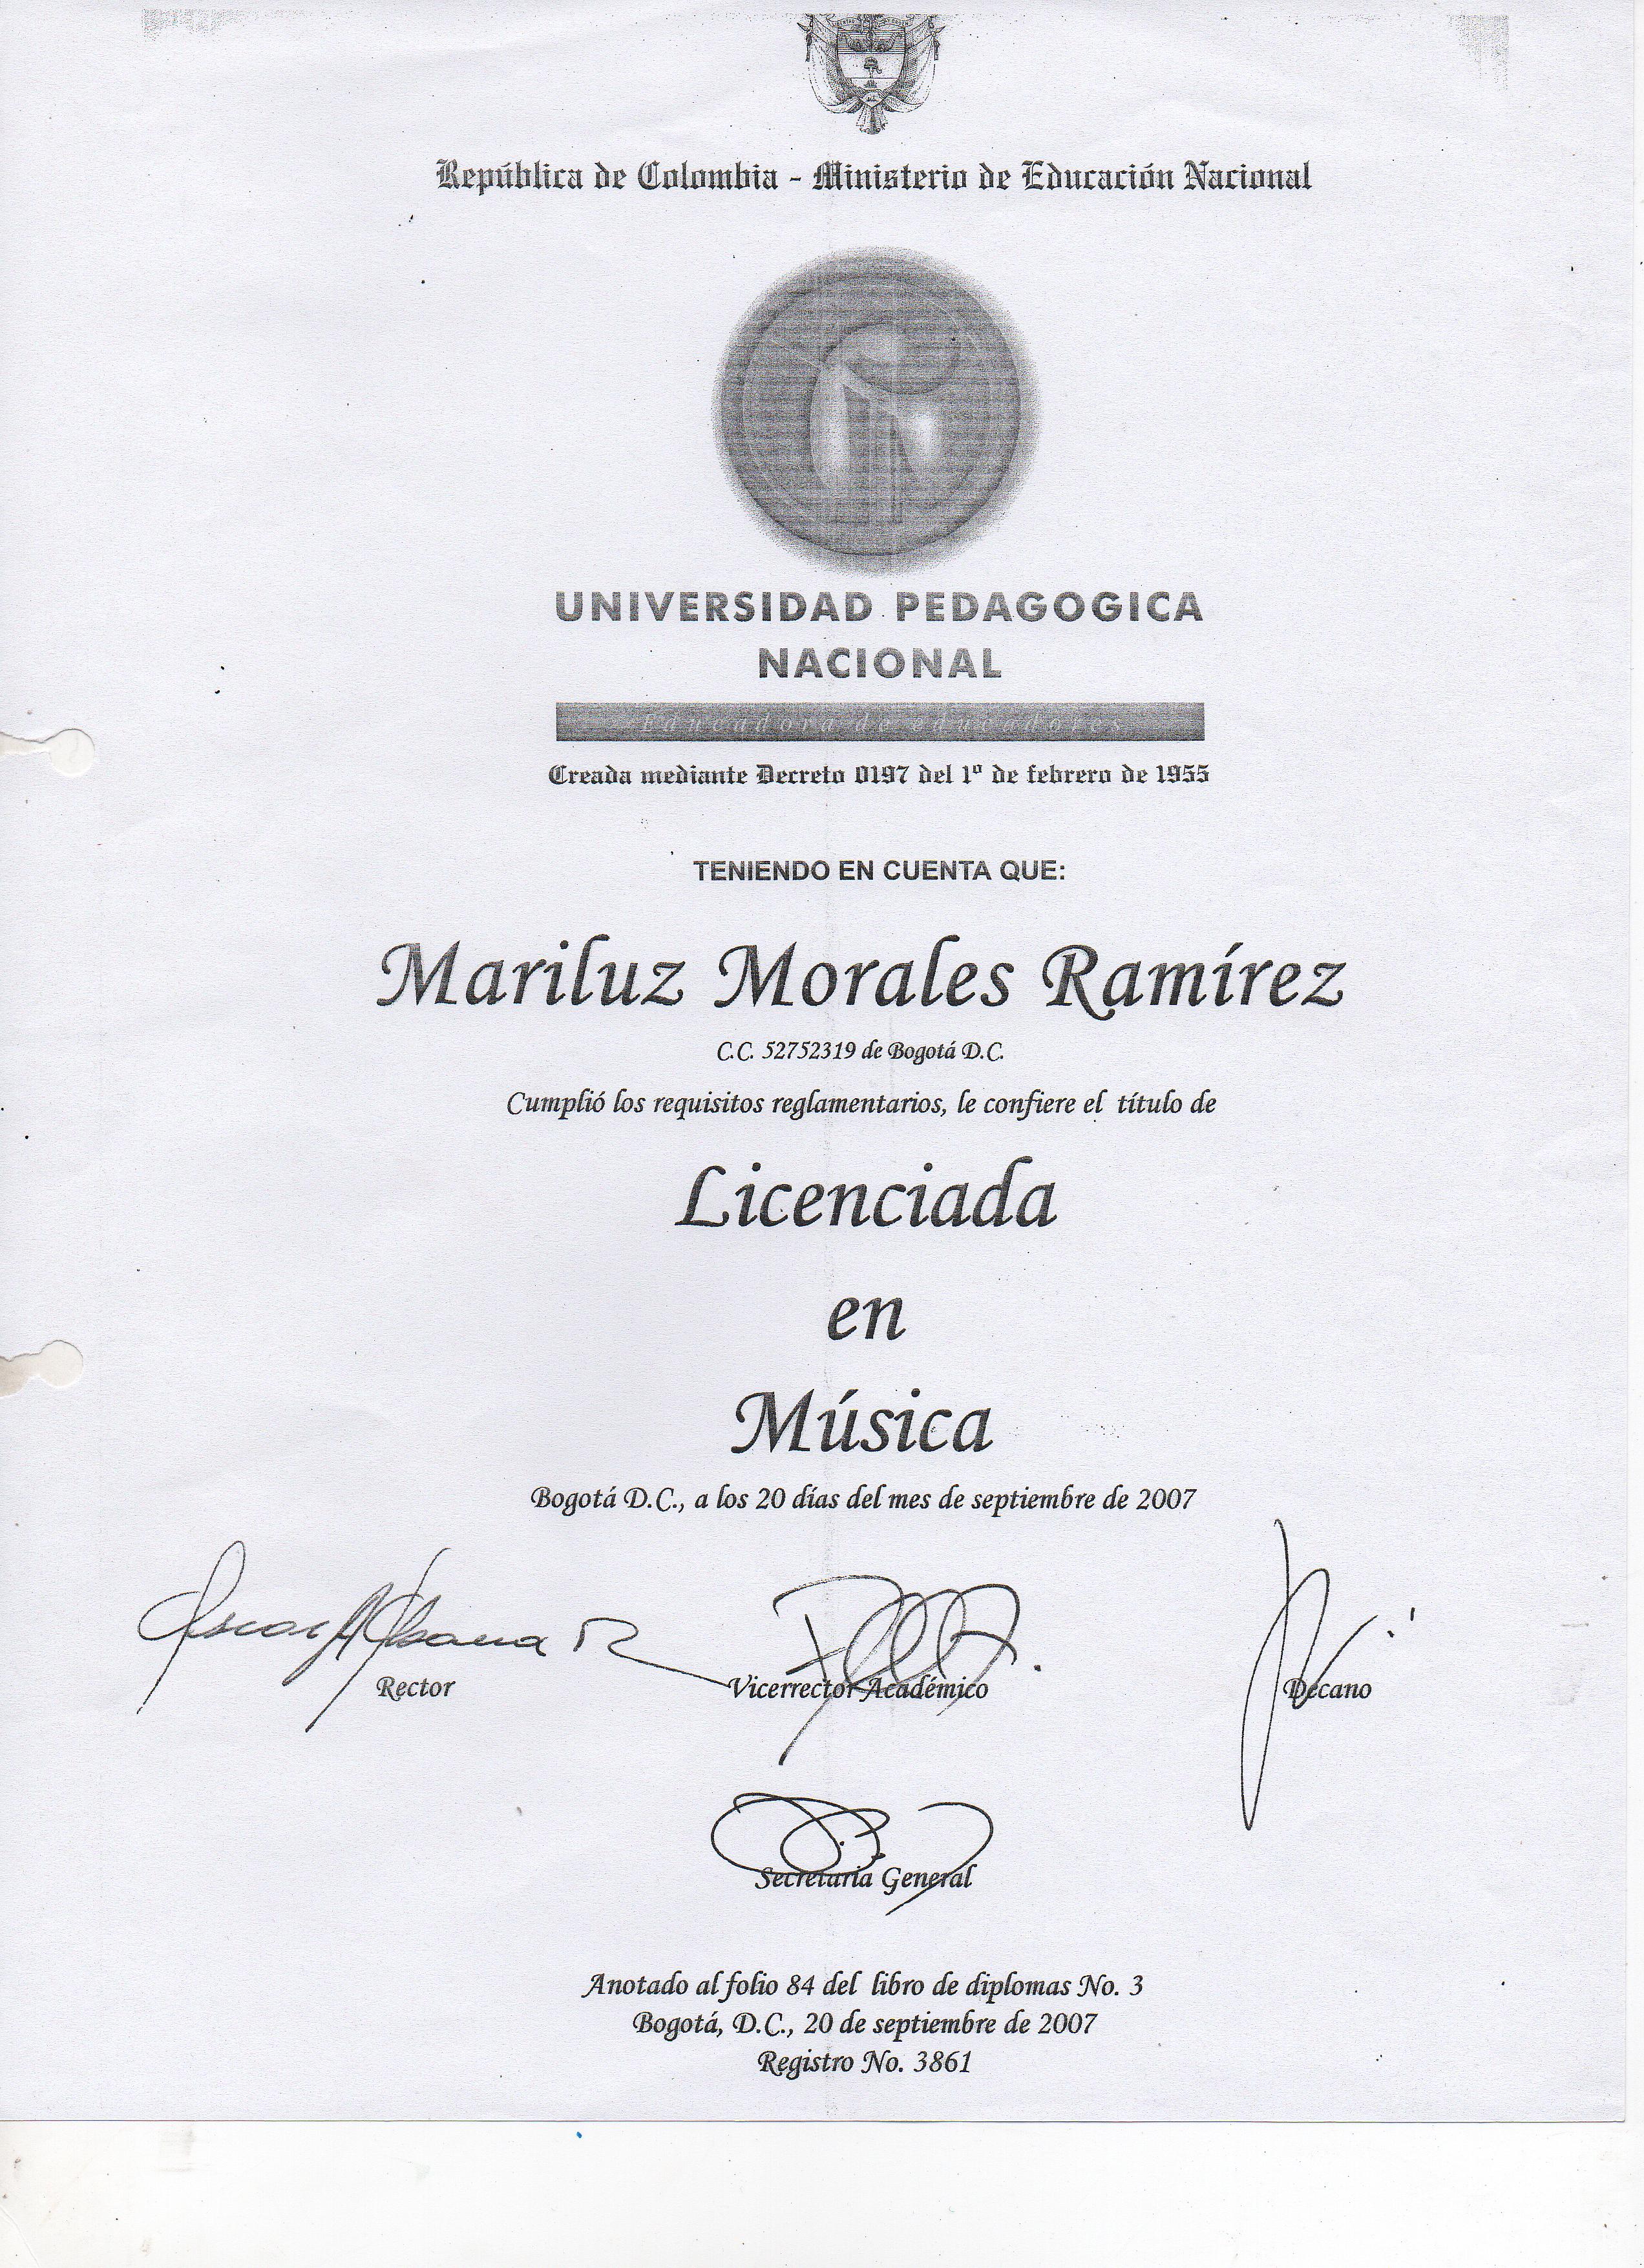 República de Colombia - Ministerio de Educación Nacional
UNIVERSIDAD PEDAGOGICA
NACIONAL
Educadora de educadores
Creada mediante Decreto 0197 del 1º de febrero de 1955
TENIENDO EN CUENTA QUE:
Mariluz Morales Ramírez
C.C. 52752319 de Bogotá D.C.
Cumplió los requisitos reglamentarios, le confiere el título de
Licenciada
en
Música
Bogotá D.C., a los 20 días del mes de septiembre de 2007
Rector Vicerrector Académico Decano
Secretaria General
Anotado al folio 84 del libro de diplomas No. 3
Bogotá, D.C., 20 de septiembre de 2007
Registro No. 3861